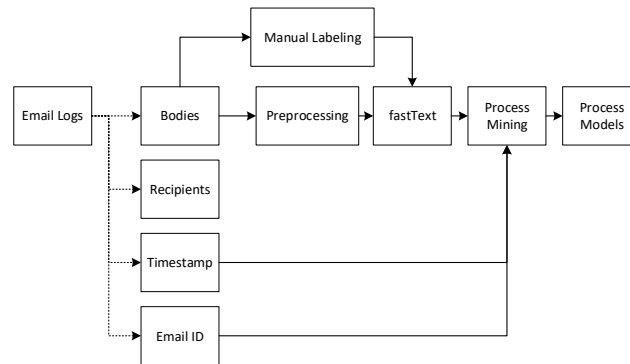 Manual Labeling
Email Logs
Bodies
Preprocessing
fastText
Process
Mining
Process
Models
Recipients
Timestamp
Email ID